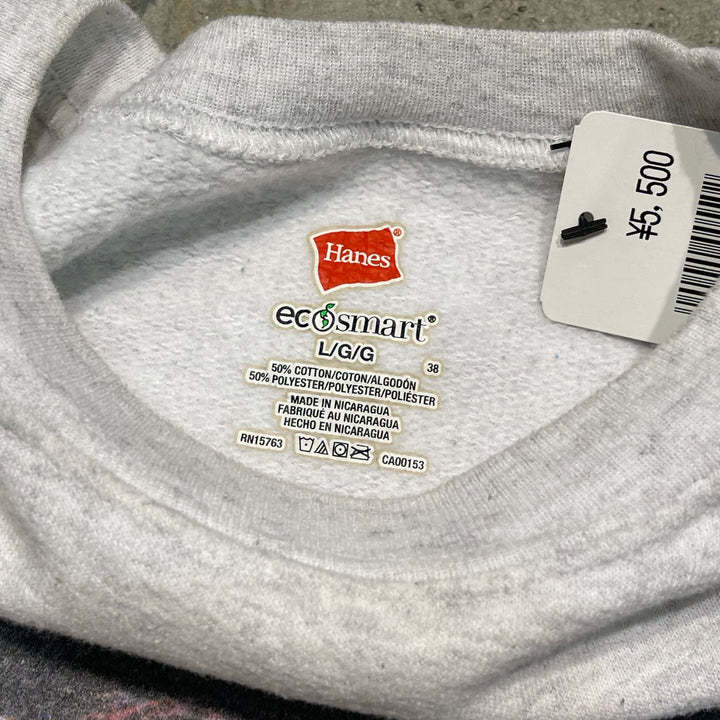 Hanes®
ecosmart®
L/G/G
38
50% COTTON/COTON/ALGODÓN
50% POLYESTER/POLYESTER/POLIÉSTER
MADE IN NICARAGUA
FABRIQUÉ AU NICARAGUA
HECHO EN NICARAGUA
RN15763
CA00153
¥5,500